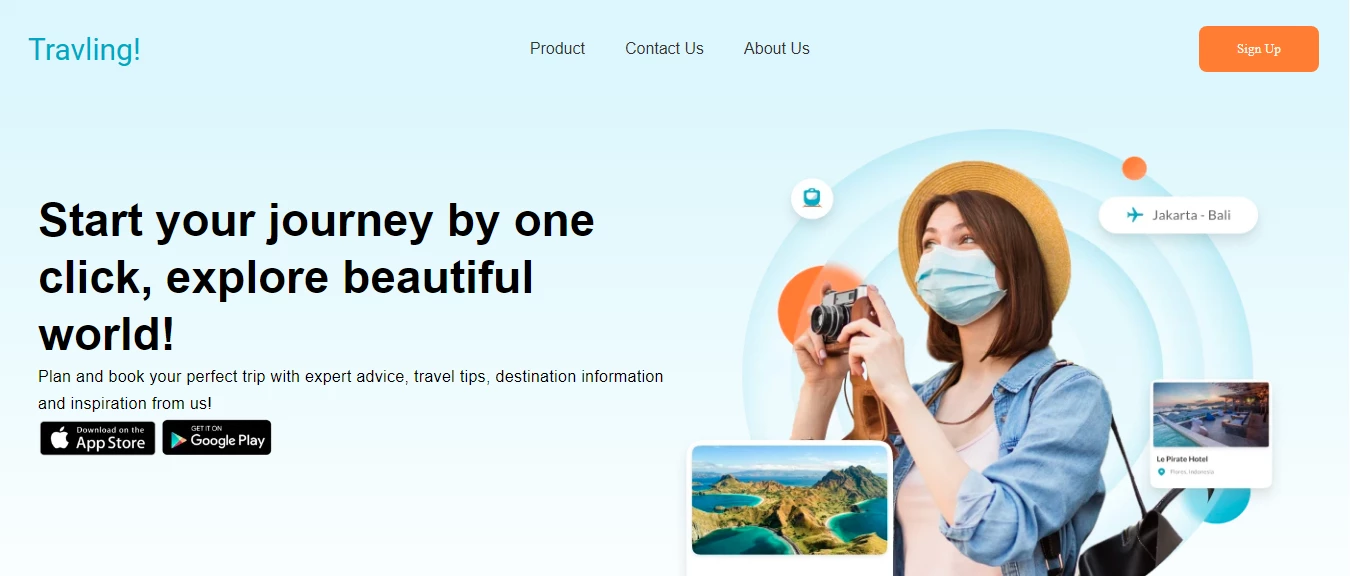 Travling!
Product
Contact Us
About Us
Sign Up
Start your journey by one
click, explore beautiful
world!
Plan and book your perfect trip with expert advice, travel tips, destination information
and inspiration from us!
Download on the
App Store
GET IT ON
Google Play
Jakarta - Bali
Le Pirate Hotel
Flores, Indonesia